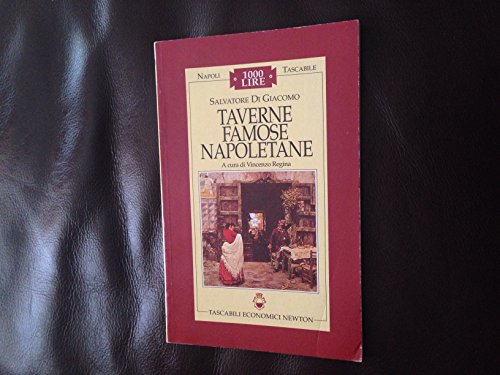 NAPOLI 1000 LIRE TASCABILE
SALVATORE DI GIACOMO
TAVERNE
FAMOSE
NAPOLETANE
A cura di Vincenzo Regina
TASCABILI ECONOMICI NEWTON